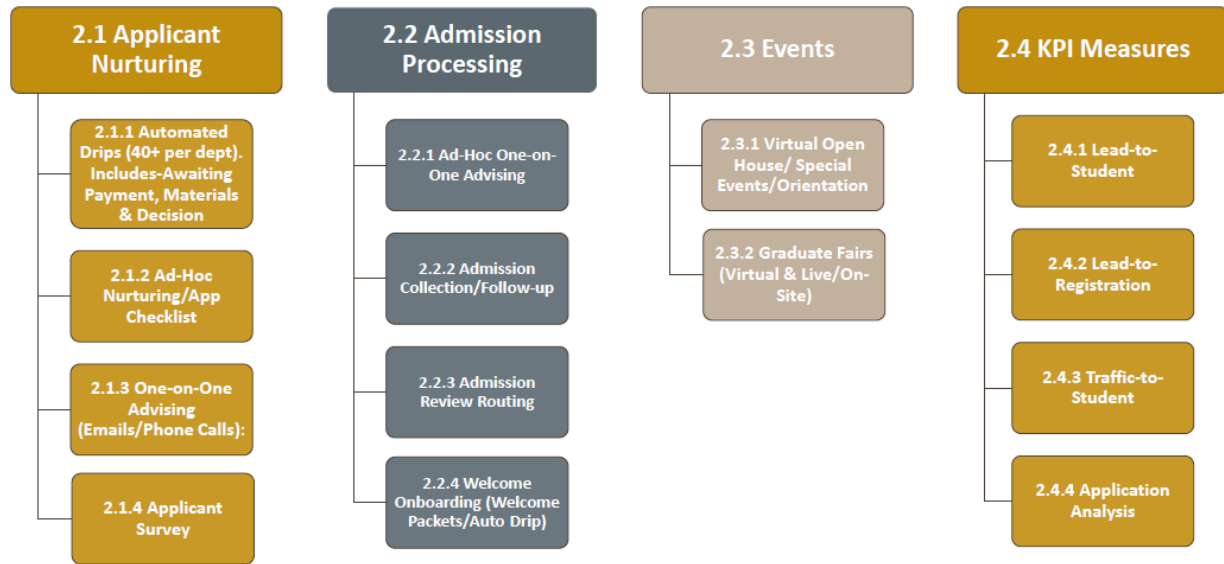 2.1 Applicant
Nurturing
2.1.1 Automated
Drips (40+ per dept).
Includes-Awaiting
Payment, Materials
& Decision
2.1.2 Ad-Hoc
Nurturing/App
Checklist
2.1.3 One-on-One
Advising
(Emails/Phone Calls):
2.1.4 Applicant
Survey
2.2 Admission
Processing
2.2.1 Ad-Hoc One-on-
One Advising
2.2.2 Admission
Collection/Follow-up
2.2.3 Admission
Review Routing
2.2.4 Welcome
Onboarding (Welcome
Packets/Auto Drip)
2.3 Events
2.3.1 Virtual Open
House/ Special
Events/Orientation
2.3.2 Graduate Fairs
(Virtual & Live/On-
Site)
2.4 KPI Measures
2.4.1 Lead-to-
Student
2.4.2 Lead-to-
Registration
2.4.3 Traffic-to-
Student
2.4.4 Application
Analysis